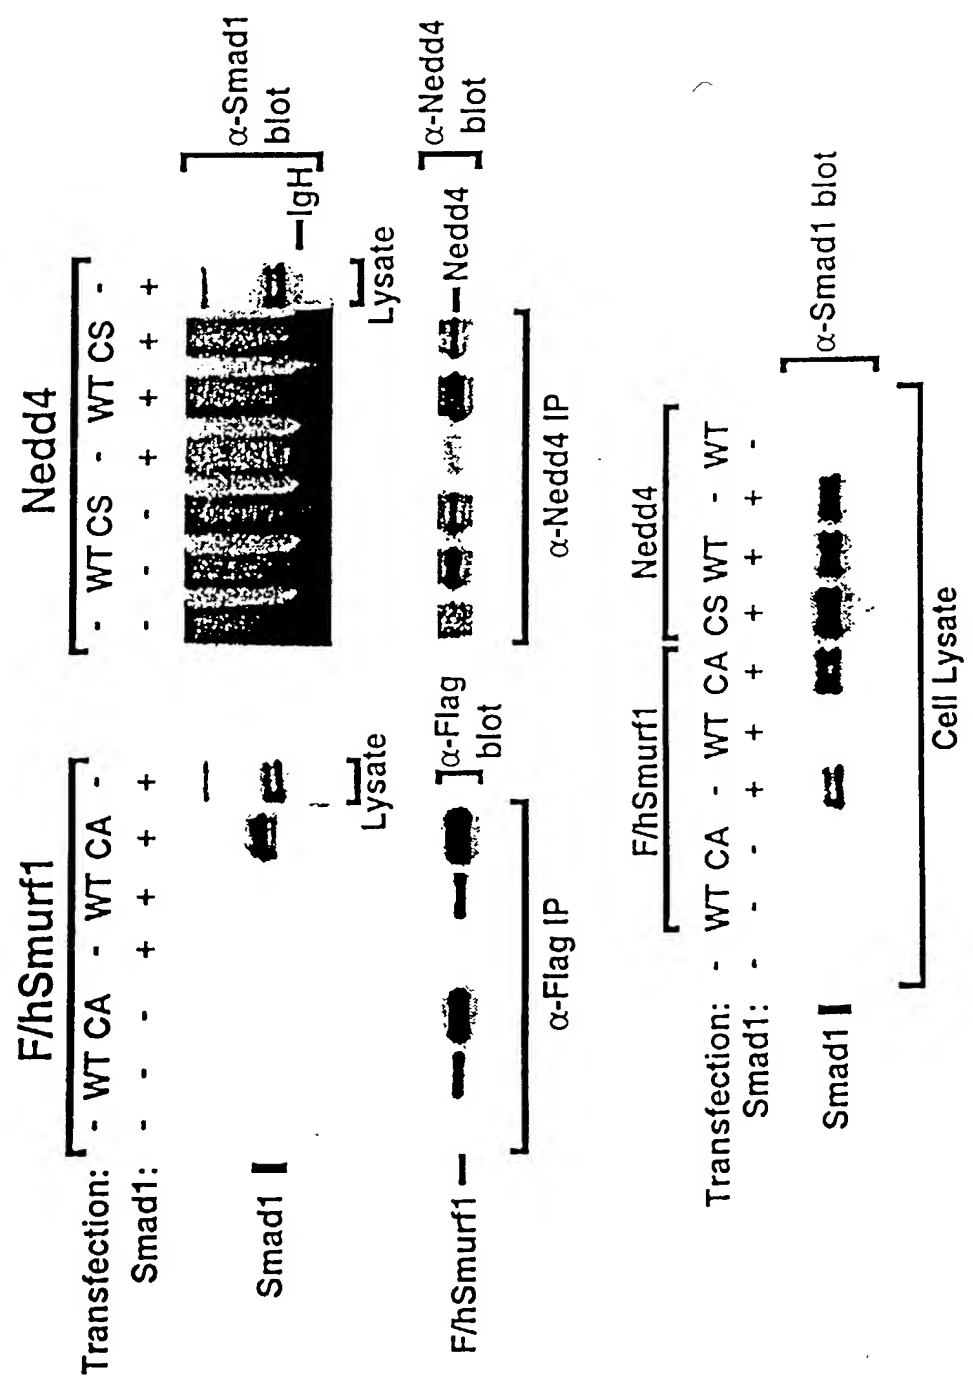 F/hSmurf1
Nedd4
Transfection: - WT CA - WT CA -
- WT CS - WT CS -
Smad1: - - - + + + +
- - - + + + +
Smad1
α-Smad1
blot
IgH
Lysate
Lysate
F/hSmurf1
α-Flag
blot
Nedd4
α-Nedd4
blot
α-Flag IP
α-Nedd4 IP
F/hSmurf1
Nedd4
Transfection: - WT CA - WT CA CS WT - WT
Smad1: - - - + + + + + + -
Smad1
α-Smad1 blot
Cell Lysate